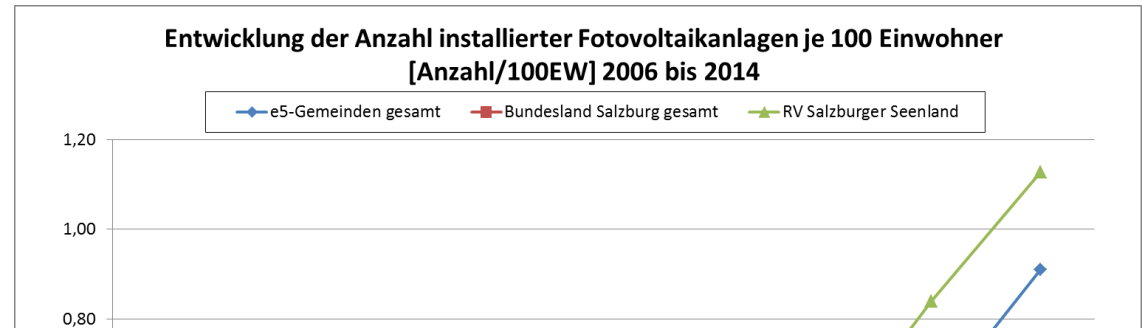 Entwicklung der Anzahl installierter Fotovoltaikanlagen je 100 Einwohner
[Anzahl/100EW] 2006 bis 2014
e5-Gemeinden gesamt Bundesland Salzburg gesamt RV Salzburger Seenland
1,20
1,00
0,80